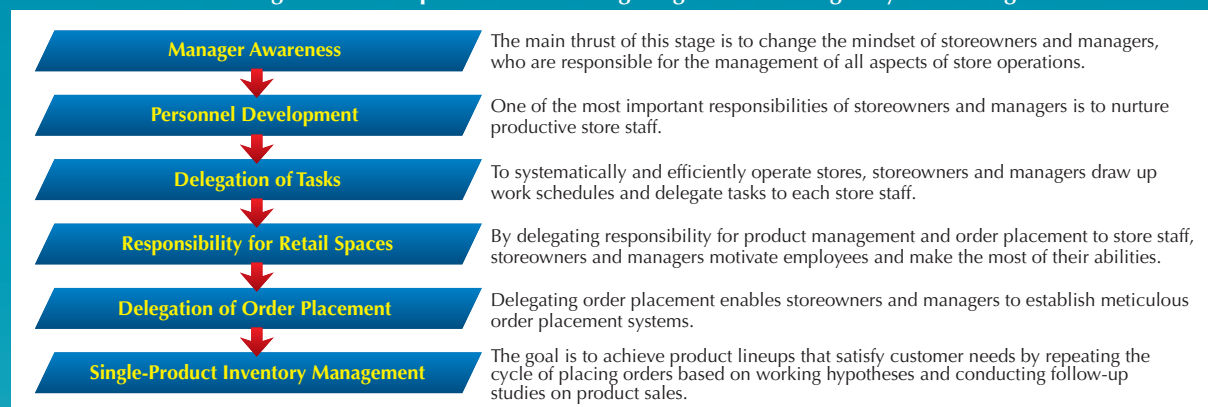 Manager Awareness
The main thrust of this stage is to change the mindset of storeowners and managers,
who are responsible for the management of all aspects of store operations.
Personnel Development
One of the most important responsibilities of storeowners and managers is to nurture
productive store staff.
Delegation of Tasks
To systematically and efficiently operate stores, storeowners and managers draw up
work schedules and delegate tasks to each store staff.
Responsibility for Retail Spaces
By delegating responsibility for product management and order placement to store staff,
storeowners and managers motivate employees and make the most of their abilities.
Delegation of Order Placement
Delegating order placement enables storeowners and managers to establish meticulous
order placement systems.
Single-Product Inventory Management
The goal is to achieve product lineups that satisfy customer needs by repeating the
cycle of placing orders based on working hypotheses and conducting follow-up
studies on product sales.